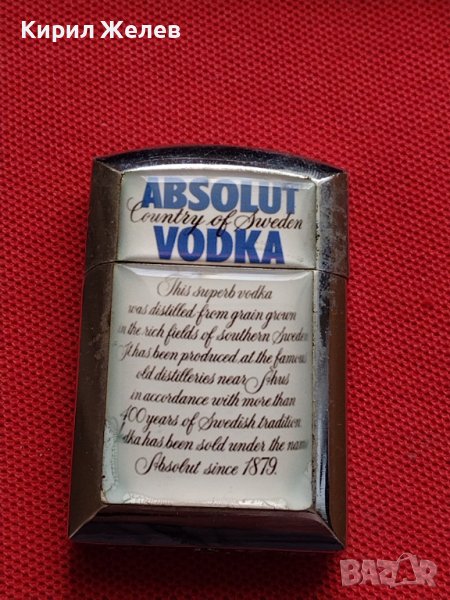 Кирил Желев
ABSOLUT
Country of Sweden
VODKA
This superb vodka
was distilled from grain grown
in the rich fields of southern Sweden
It has been produced at the famous
old distilleries near Åhus
in accordance with more than
400 years of Swedish tradition
has been sold under the name
Absolut since 1879.
BAZAR